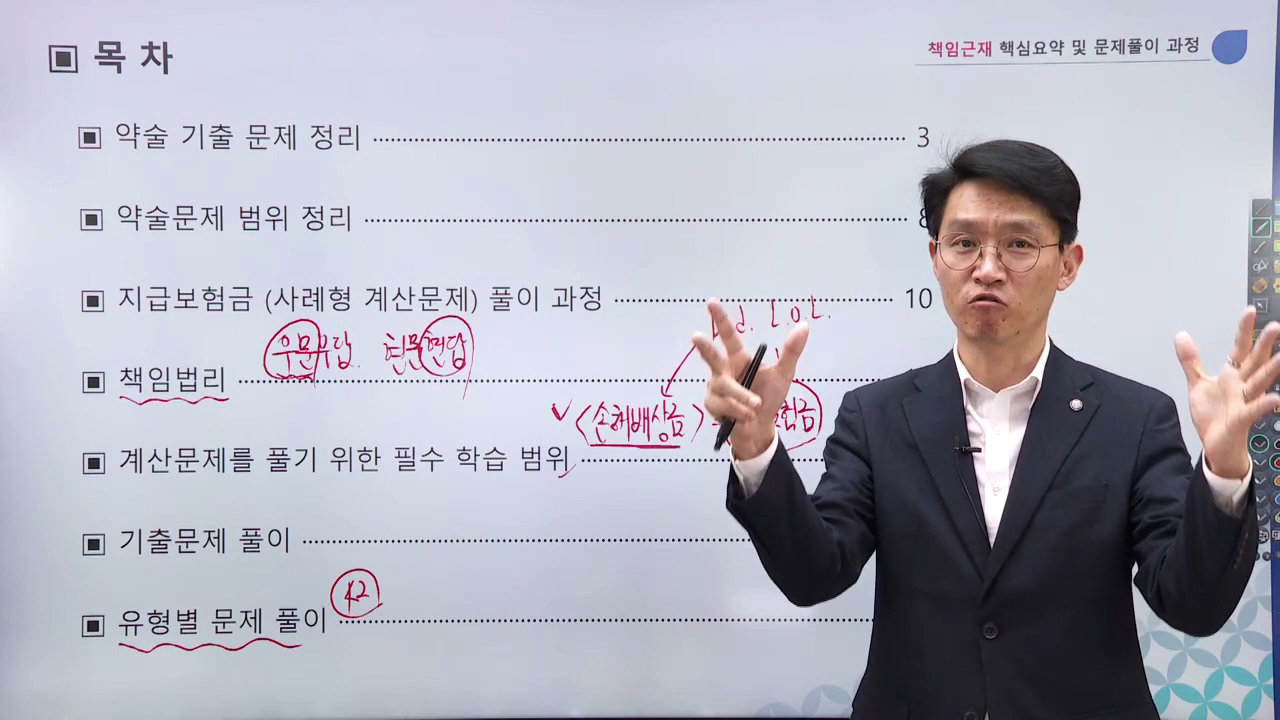 목 차
책임근재 핵심요약 및 문제풀이 과정
약술 기출 문제 정리 3
약술문제 범위 정리 8
지급보험금 (사례형 계산문제) 풀이 과정 10
d. L.O.L.
우문우답. 현문현답
책임법리
<손해배상금>
계산문제를 풀기 위한 필수 학습 범위
기출문제 풀이
유형별 문제 풀이